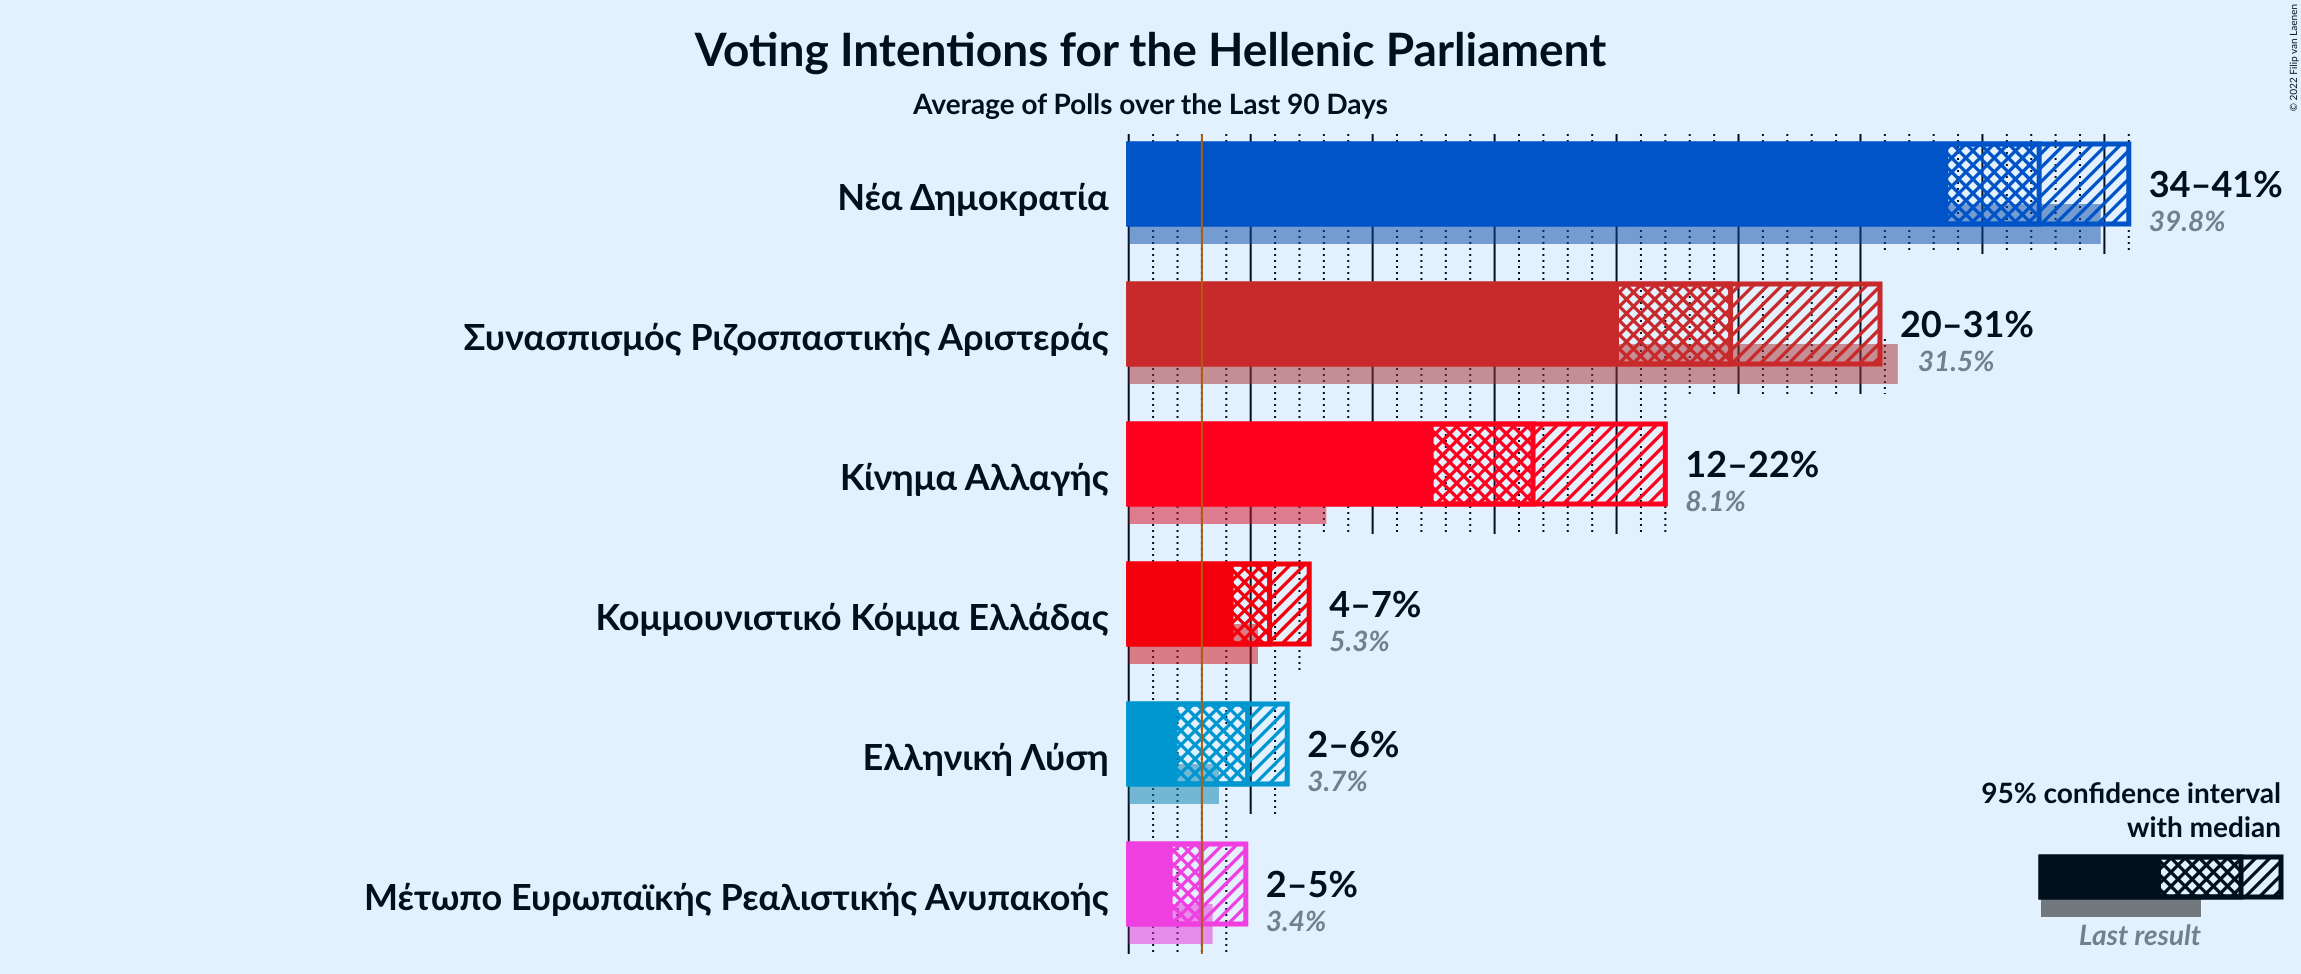 Voting Intentions for the Hellenic Parliament
Average of Polls over the Last 90 Days
© 2022 Filip van Laenen
Νέα Δημοκρατία
34–41%
39.8%
Συνασπισμός Ριζοσπαστικής Αριστεράς
20–31%
31.5%
Κίνημα Αλλαγής
12–22%
8.1%
Κομμουνιστικό Κόμμα Ελλάδας
4–7%
5.3%
Ελληνική Λύση
2–6%
3.7%
Μέτωπο Ευρωπαϊκής Ρεαλιστικής Ανυπακοής
2–5%
3.4%
95% confidence interval
with median
Last result